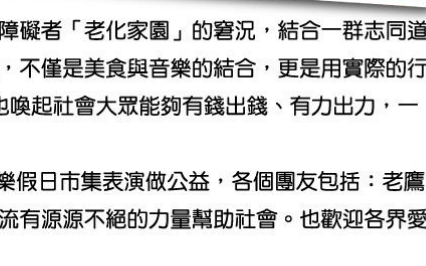 障礙者「老化家園」的窘況，結合一群志同道
，不僅是美食與音樂的結合，更是用實際的行
也喚起社會大眾能夠有錢出錢、有力出力，一
樂假日市集表演做公益，各個團友包括：老鷹
流有源源不絕的力量幫助社會。也歡迎各界愛